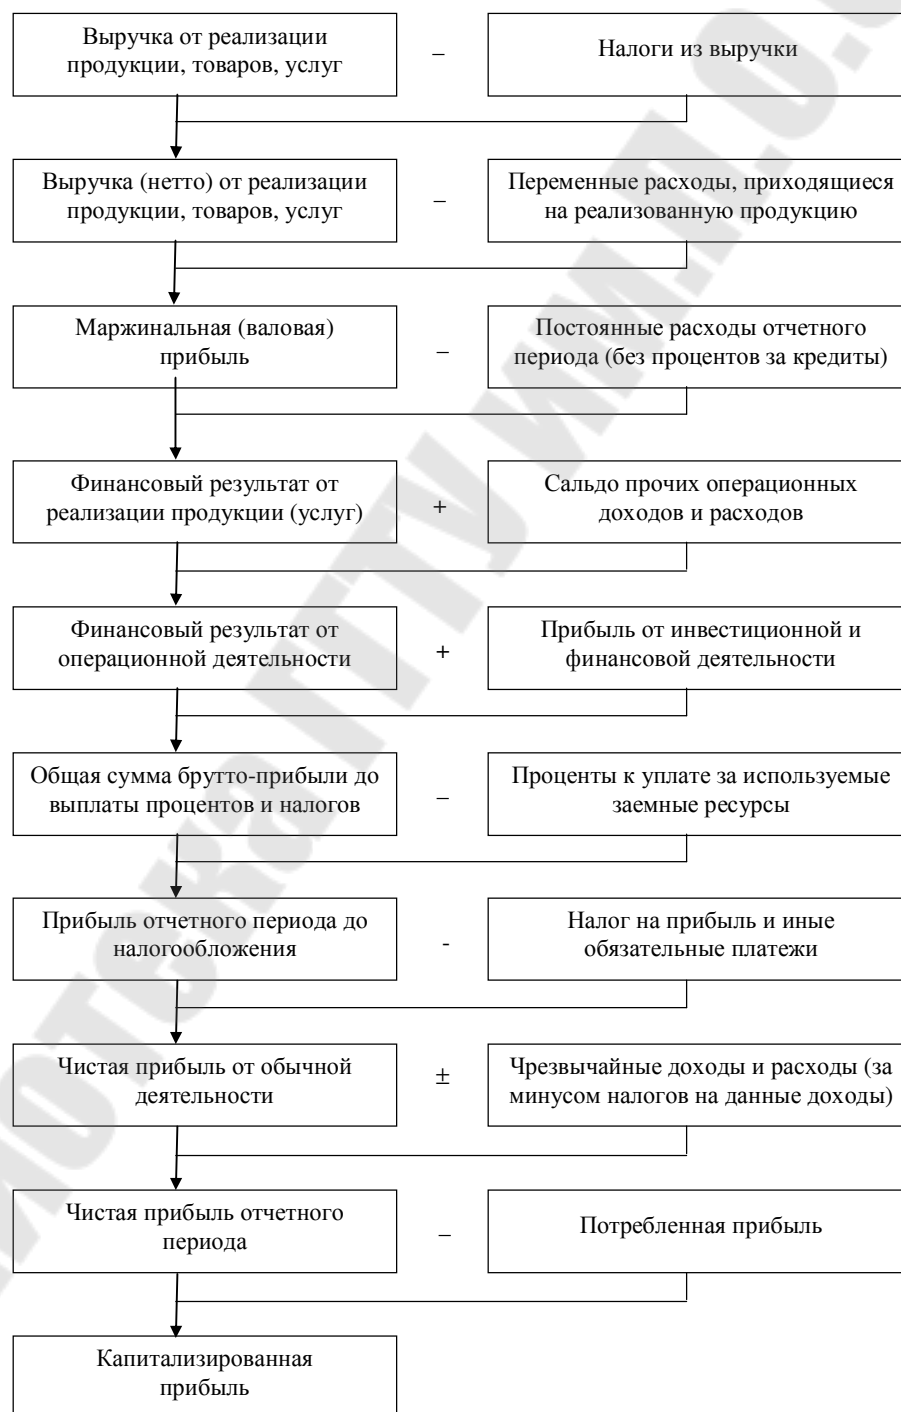 Выручка от реализации
продукции, товаров, услуг
–
Налоги из выручки
Выручка (нетто) от реализации
продукции, товаров, услуг
–
Переменные расходы, приходящиеся
на реализованную продукцию
Маржинальная (валовая)
прибыль
–
Постоянные расходы отчетного
периода (без процентов за кредиты)
Финансовый результат от
реализации продукции (услуг)
+
Сальдо прочих операционных
доходов и расходов
Финансовый результат от
операционной деятельности
+
Прибыль от инвестиционной и
финансовой деятельности
Общая сумма брутто-прибыли до
выплаты процентов и налогов
–
Проценты к уплате за используемые
заемные ресурсы
Прибыль отчетного периода до
налогообложения
-
Налог на прибыль и иные
обязательные платежи
Чистая прибыль от обычной
деятельности
±
Чрезвычайные доходы и расходы (за
минусом налогов на данные доходы)
Чистая прибыль отчетного
периода
–
Потребленная прибыль
Капитализированная
прибыль
ГГТУ им.П.О.